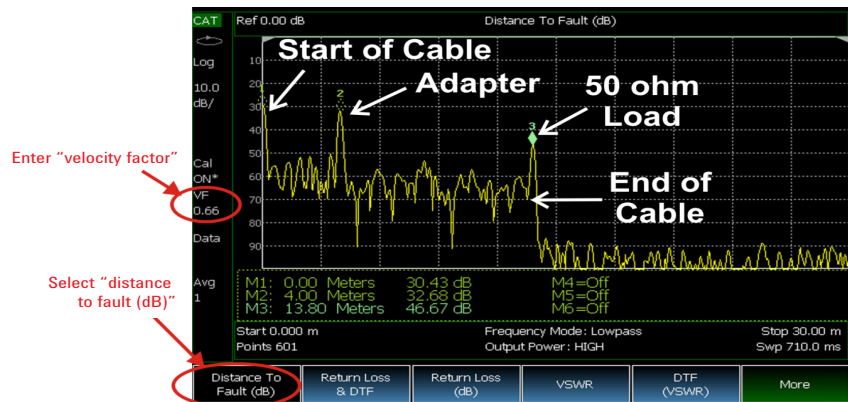 CAT
Ref 0.00 dB
Distance To Fault (dB)
Log
10.0
dB/
Cal
ON*
VF
0.66
Data
Avg
1
Enter “velocity factor”
Select “distance
to fault (dB)”
10
20
30
40
50
60
70
80
90
Start of Cable
2
Adapter
50 ohm
Load
3
End of
Cable
M1: 0.00 Meters 30.43 dB M4=Off
M2: 4.00 Meters 32.68 dB M5=Off
M3: 13.80 Meters 46.67 dB M6=Off
Start 0.000 m
Frequency Mode: Lowpass
Stop 30.00 m
Points 601
Output Power: HIGH
Swp 710.0 ms
Distance To
Fault (dB)
Return Loss
& DTF
Return Loss
(dB)
VSWR
DTF
(VSWR)
More